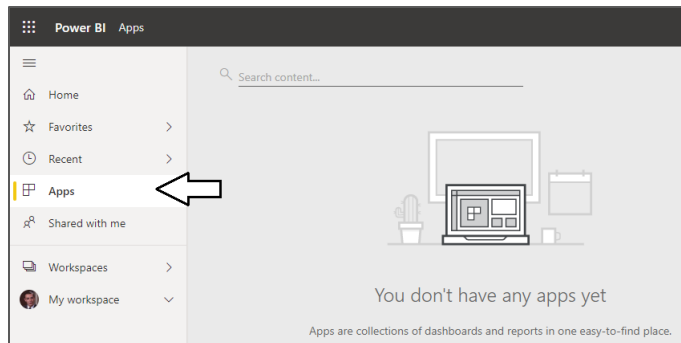 Power BI Apps
Search content...
Home
Favorites
Recent
Apps
Shared with me
Workspaces
My workspace
You don't have any apps yet
Apps are collections of dashboards and reports in one easy-to-find place.